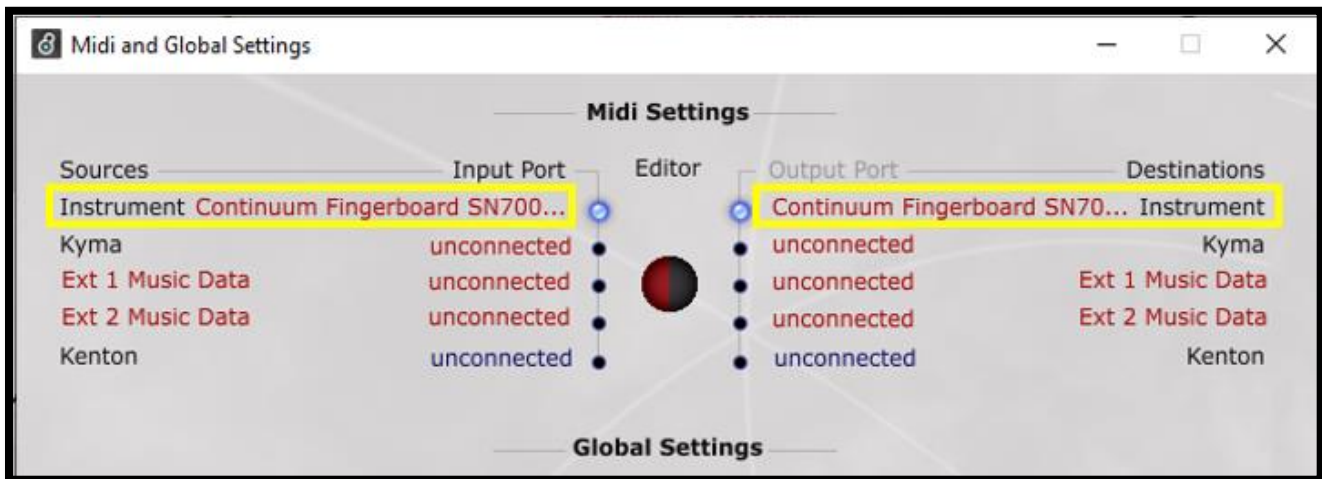 Midi and Global Settings
Midi Settings
Sources Input Port Editor Output Port Destinations
Instrument Continuum Fingerboard SN700... Continuum Fingerboard SN70... Instrument
Kyma unconnected unconnected Kyma
Ext 1 Music Data unconnected unconnected Ext 1 Music Data
Ext 2 Music Data unconnected unconnected Ext 2 Music Data
Kenton unconnected unconnected Kenton
Global Settings